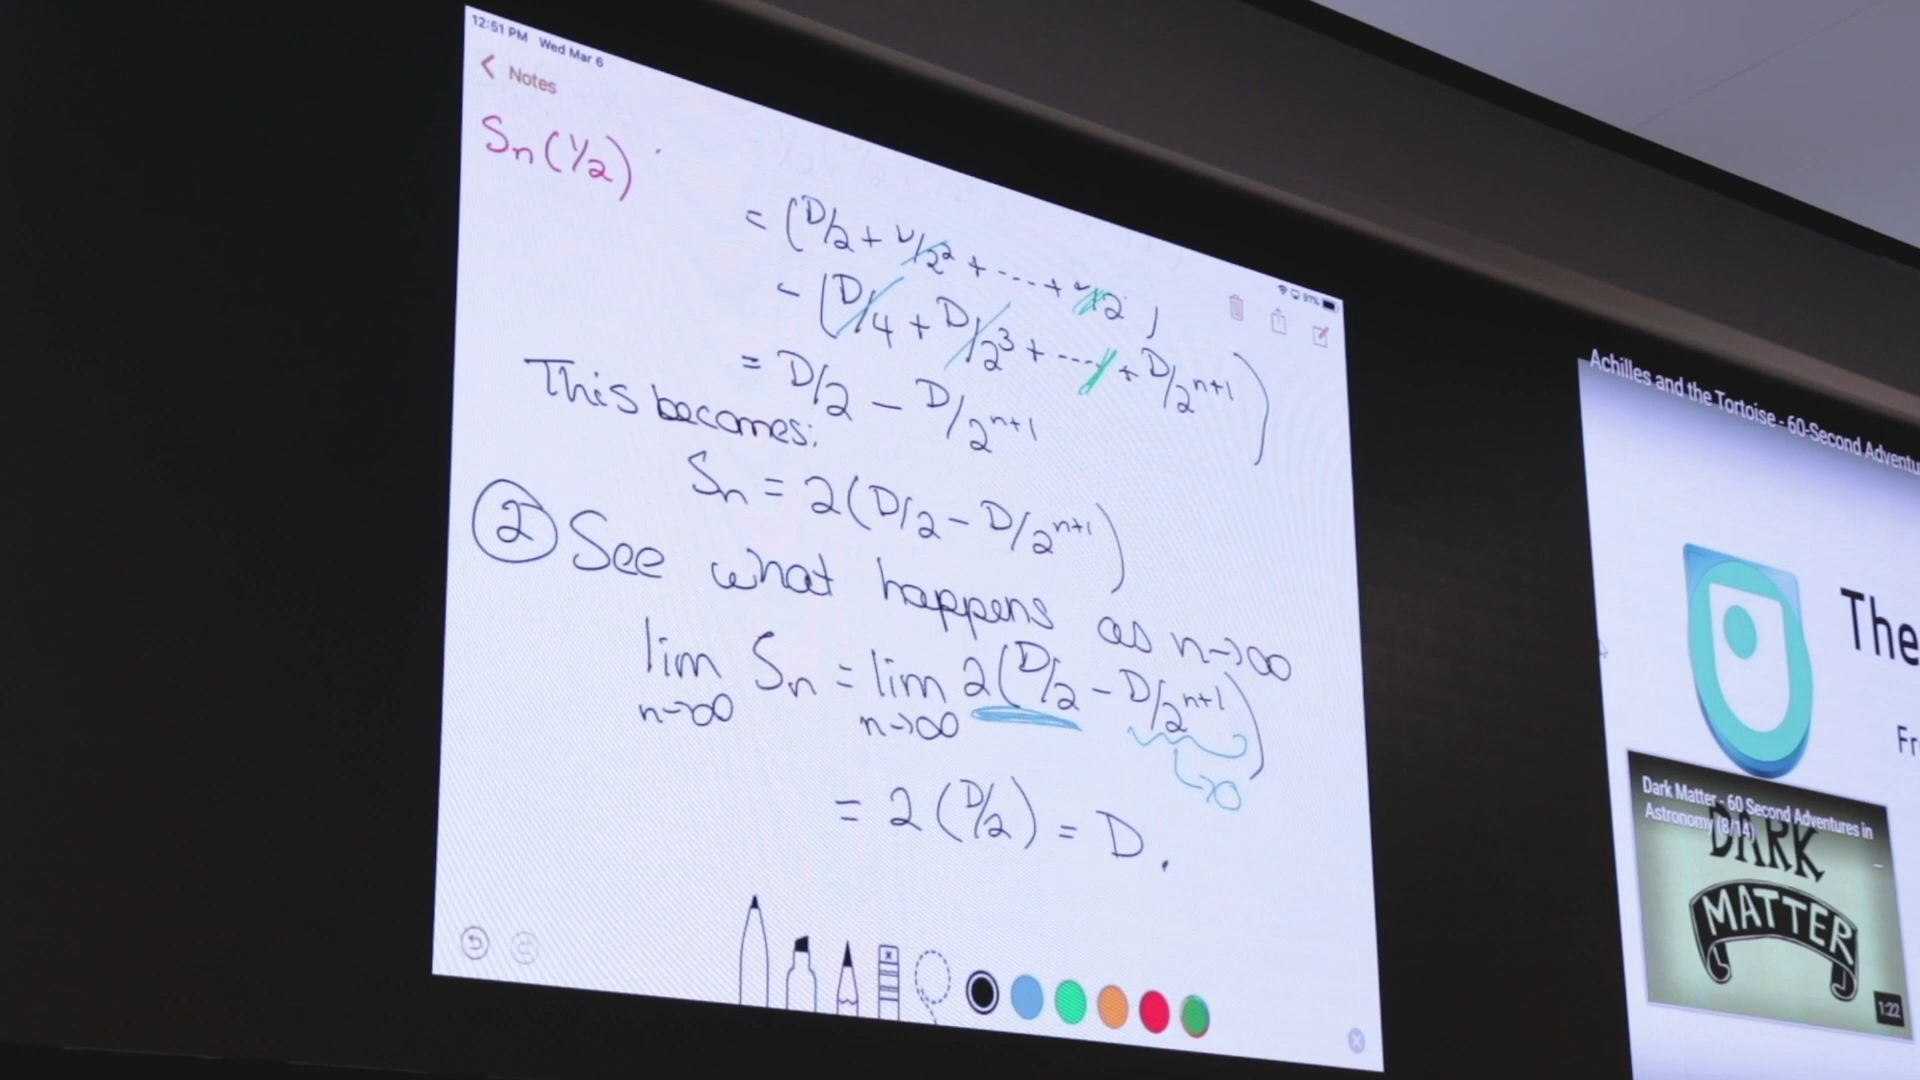 12:51 PM Wed Mar 6
Notes
91%
Sn(1/2)
= (D/2 + D/2² + .... +
- (D/4 + D/2³ + .... + D/2ⁿ⁺¹)
= D/2 - D/2ⁿ⁺¹
This becomes:
Sn = 2(D/2 - D/2ⁿ⁺¹)
② See what happens as n→∞
lim Sn = lim 2(D/2 - D/2ⁿ⁺¹)
n→∞ n→∞
→0
= 2(D/2) = D.
Achilles and the Tortoise - 60-Second Adventu
The
Fr
Dark Matter - 60 Second Adventures in
Astronomy (8/14)
DARK
MATTER
1:22